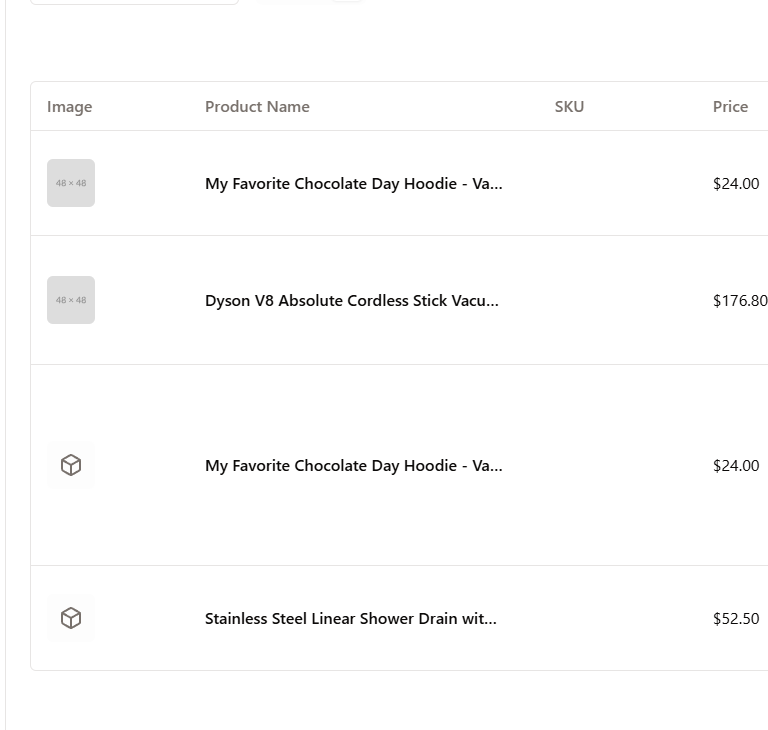 Image Product Name SKU Price
48 × 48 My Favorite Chocolate Day Hoodie - Va... $24.00
48 × 48 Dyson V8 Absolute Cordless Stick Vacu... $176.80
My Favorite Chocolate Day Hoodie - Va... $24.00
Stainless Steel Linear Shower Drain wit... $52.50